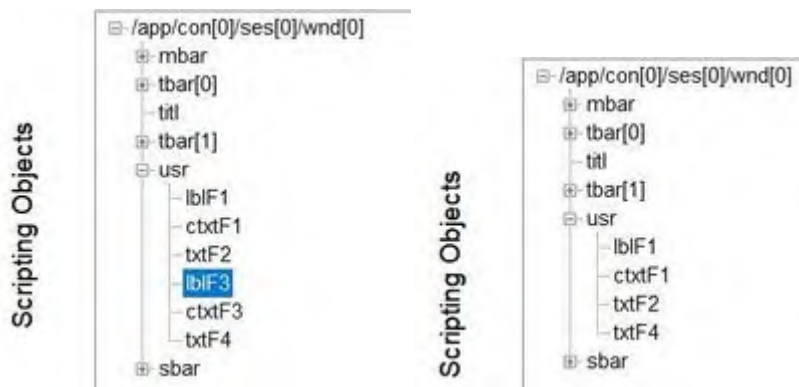 Scripting Objects
/app/con[0]/ses[0]/wnd[0]
mbar
tbar[0]
titl
tbar[1]
usr
lblF1
ctxtF1
txtF2
lblF3
ctxtF3
txtF4
sbar
Scripting Objects
/app/con[0]/ses[0]/wnd[0]
mbar
tbar[0]
titl
tbar[1]
usr
lblF1
ctxtF1
txtF2
txtF4
sbar